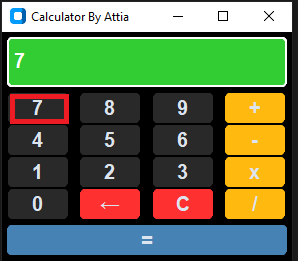 Calculator By Attia
7
7 8 9 +
4 5 6 -
1 2 3 x
0 ← C /
=